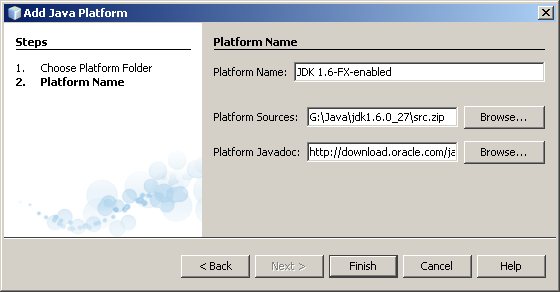 Add Java Platform
Steps
1. Choose Platform Folder
2. Platform Name
Platform Name
Platform Name: JDK 1.6-FX-enabled
Platform Sources: G:\Java\jdk1.6.0_27\src.zip Browse...
Platform Javadoc: http://download.oracle.com/ja Browse...
< Back Next > Finish Cancel Help